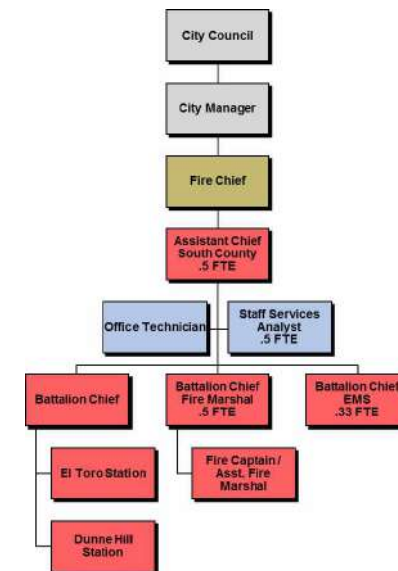 City Council
City Manager
Fire Chief
Assistant Chief
South County
.5 FTE
Office Technician
Staff Services
Analyst
.5 FTE
Battalion Chief
Battalion Chief
Fire Marshal
.5 FTE
Battalion Chief
EMS
.33 FTE
El Toro Station
Fire Captain /
Asst. Fire
Marshal
Dunne Hill
Station